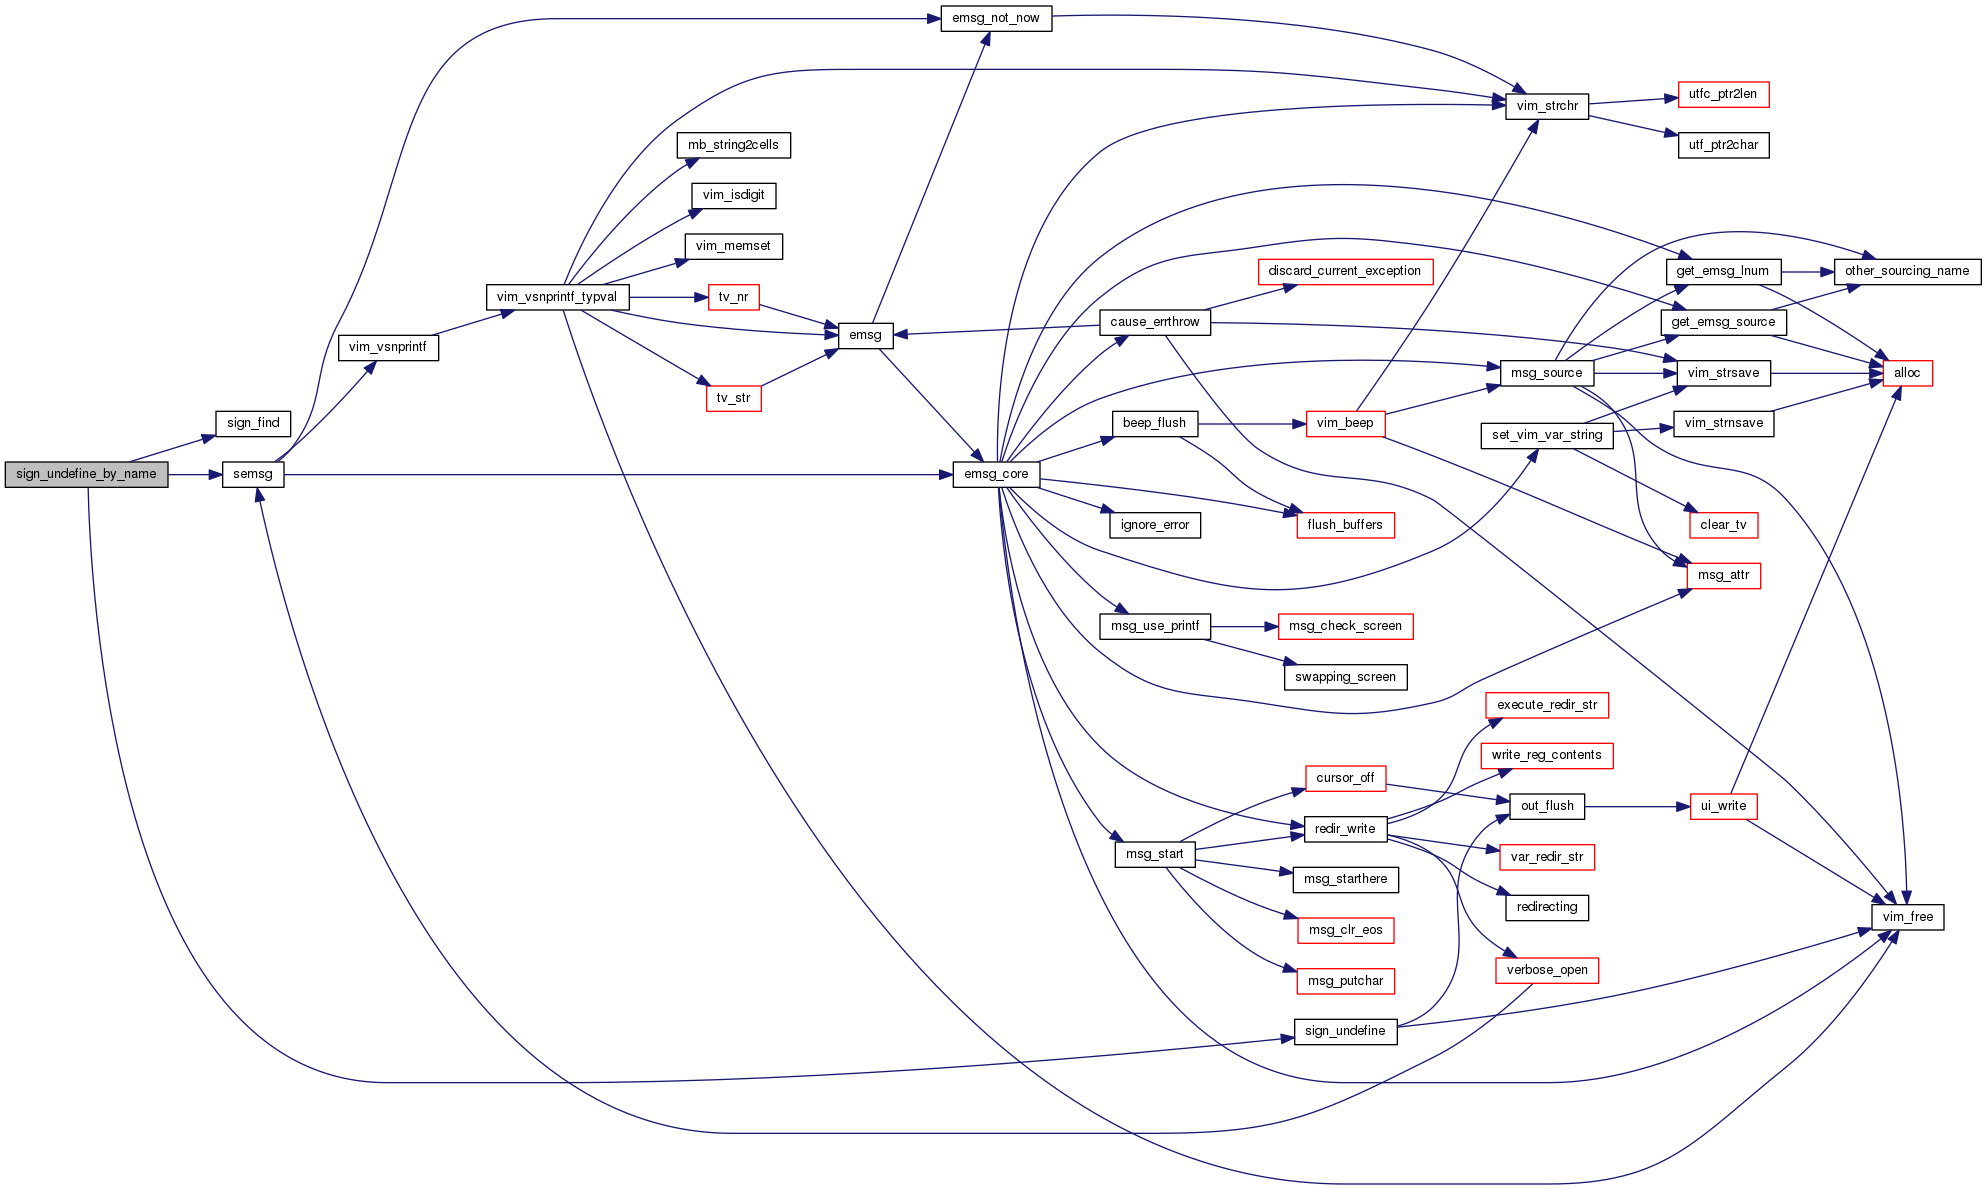 sign_undefine_by_name
sign_find
semsg
vim_vsnprintf
vim_vsnprintf_typval
mb_string2cells
vim_isdigit
vim_memset
tv_nr
tv_str
emsg
emsg_not_now
emsg_core
cause_errthrow
beep_flush
ignore_error
msg_use_printf
msg_start
discard_current_exception
vim_beep
flush_buffers
msg_check_screen
swapping_screen
cursor_off
redir_write
msg_starthere
msg_clr_eos
msg_putchar
sign_undefine
vim_strchr
msg_source
set_vim_var_string
execute_redir_str
write_reg_contents
out_flush
var_redir_str
redirecting
verbose_open
utfc_ptr2len
utf_ptr2char
get_emsg_lnum
get_emsg_source
vim_strsave
vim_strnsave
clear_tv
msg_attr
ui_write
other_sourcing_name
alloc
vim_free